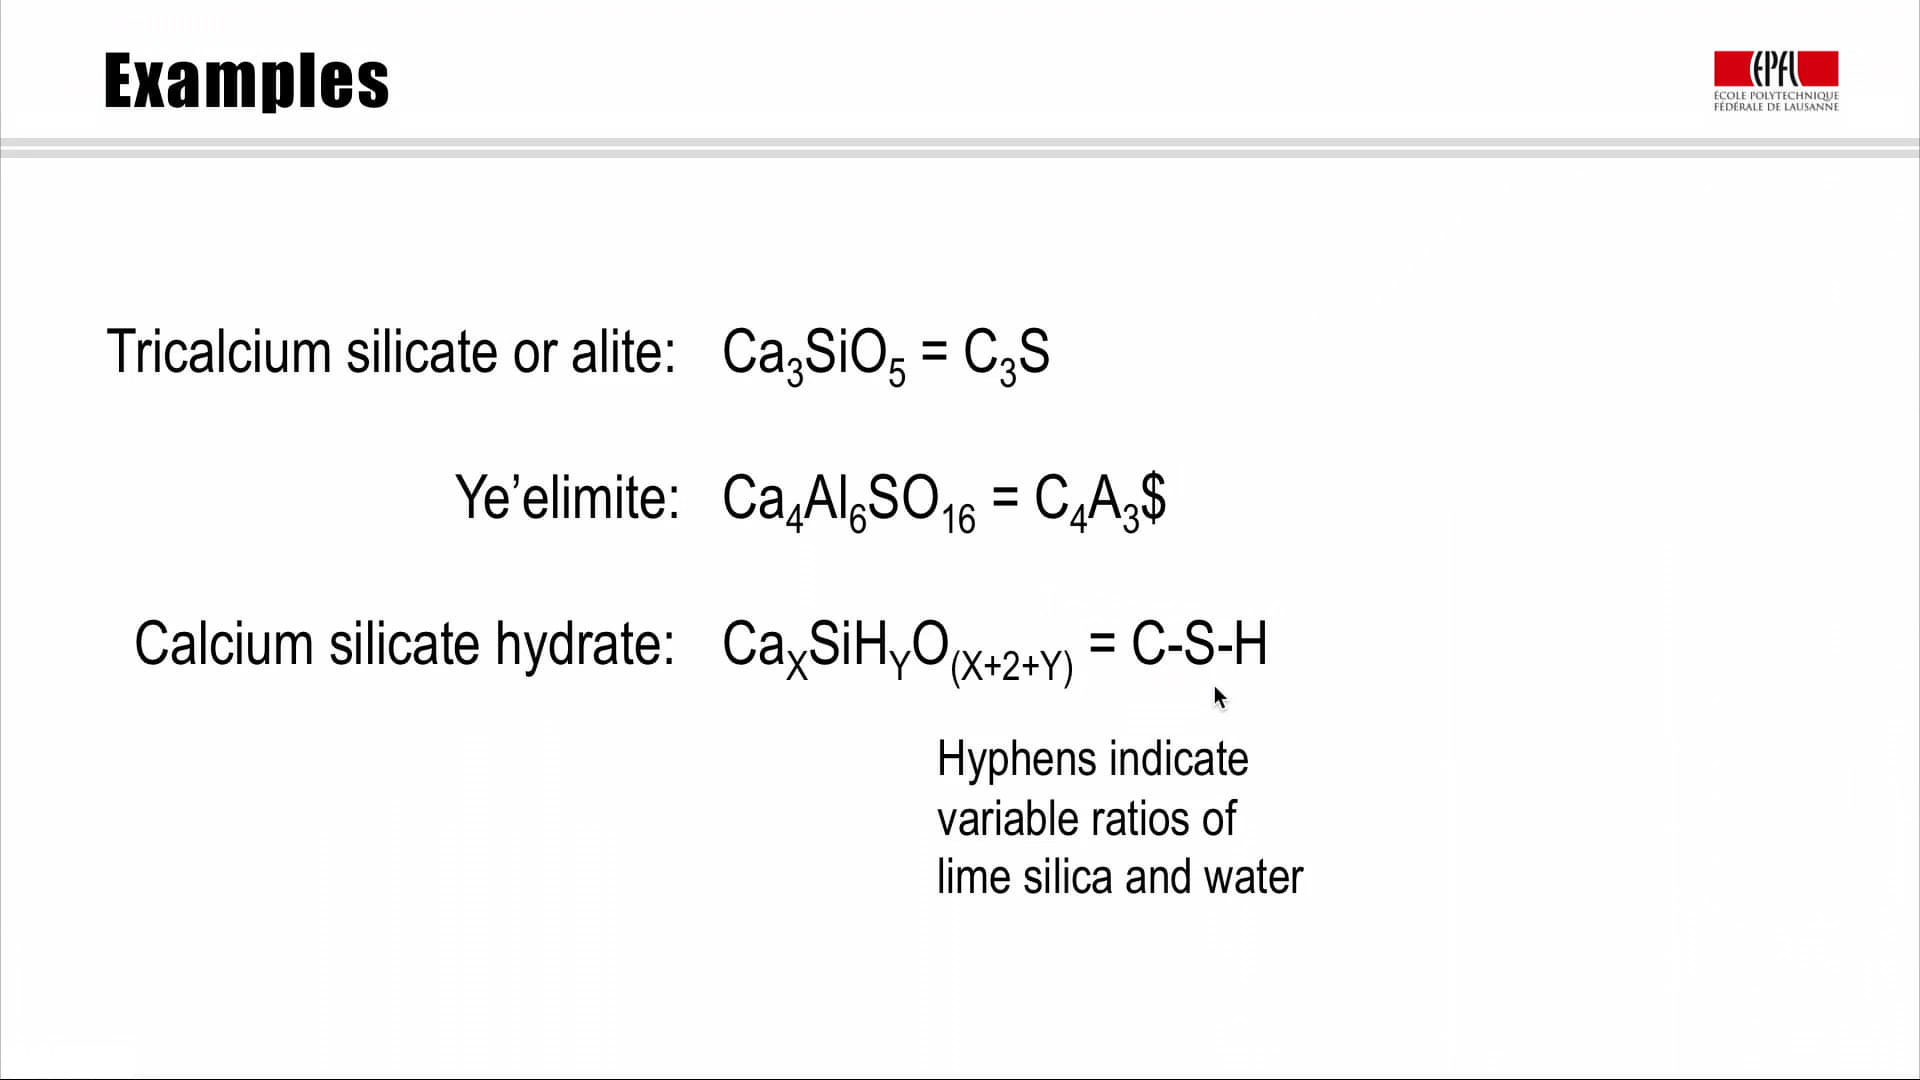 Examples
EPFL
ÉCOLE POLYTECHNIQUE
FÉDÉRALE DE LAUSANNE
Tricalcium silicate or alite: Ca₃SiO₅ = C₃S
Ye’elimite: Ca₄Al₆SO₁₆ = C₄A₃$
Calcium silicate hydrate: Ca_XSiH_YO_(X+2+Y) = C-S-H
Hyphens indicate
variable ratios of
lime silica and water